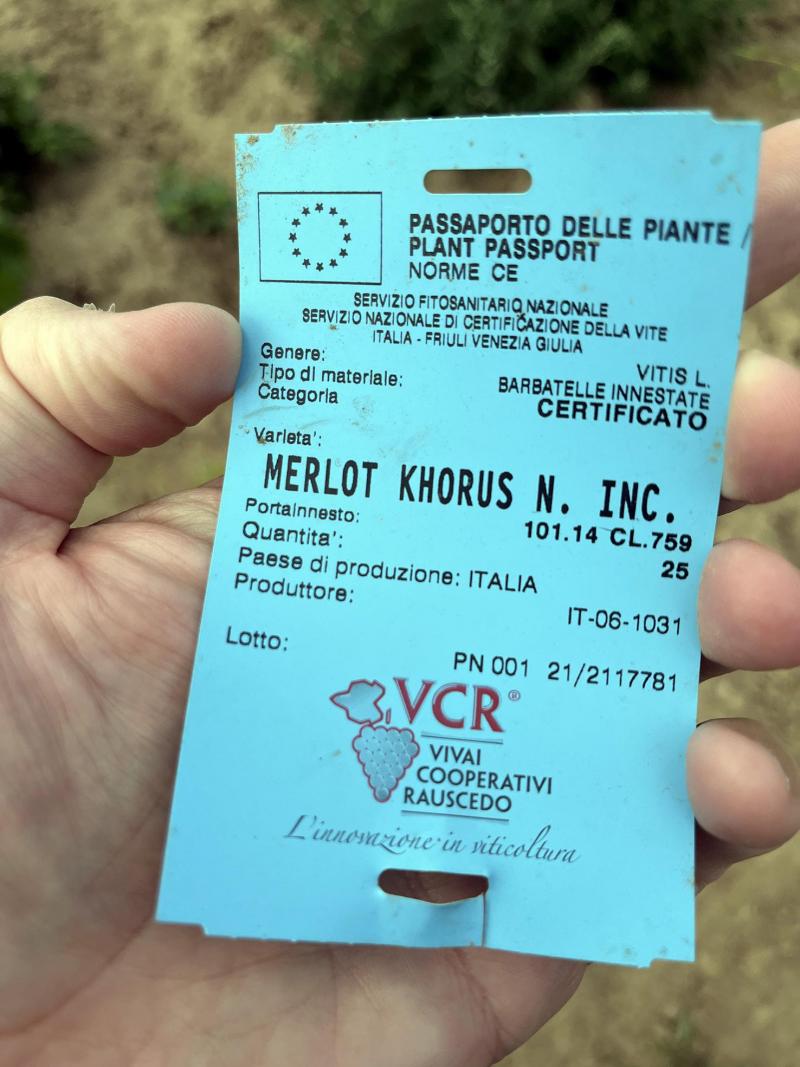 PASSAPORTO DELLE PIANTE /
PLANT PASSPORT
NORME CE
SERVIZIO FITOSANITARIO NAZIONALE
SERVIZIO NAZIONALE DI CERTIFICAZIONE DELLA VITE
ITALIA - FRIULI VENEZIA GIULIA
Genere: VITIS L.
Tipo di materiale: BARBATELLE INNESTATE
Categoria CERTIFICATO
Varieta':
MERLOT KHORUS N. INC.
Portainnesto: 101.14 CL.759
Quantita': 25
Paese di produzione: ITALIA
Produttore: IT-06-1031
Lotto: PN 001 21/2117781
VCR®
VIVAI
COOPERATIVI
RAUSCEDO
L'innovazione in viticoltura